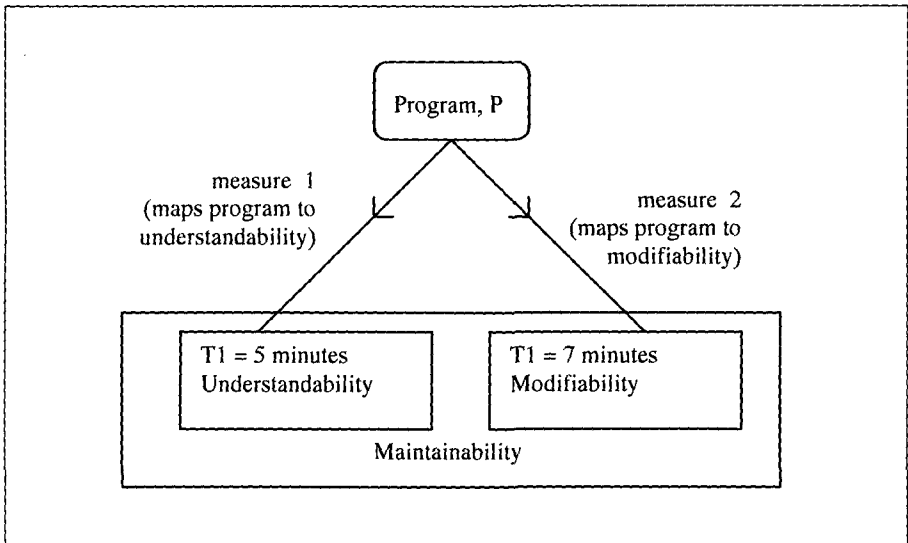 Program, P
measure 1
(maps program to
understandability)
measure 2
(maps program to
modifiability)
T1 = 5 minutes
Understandability
T1 = 7 minutes
Modifiability
Maintainability